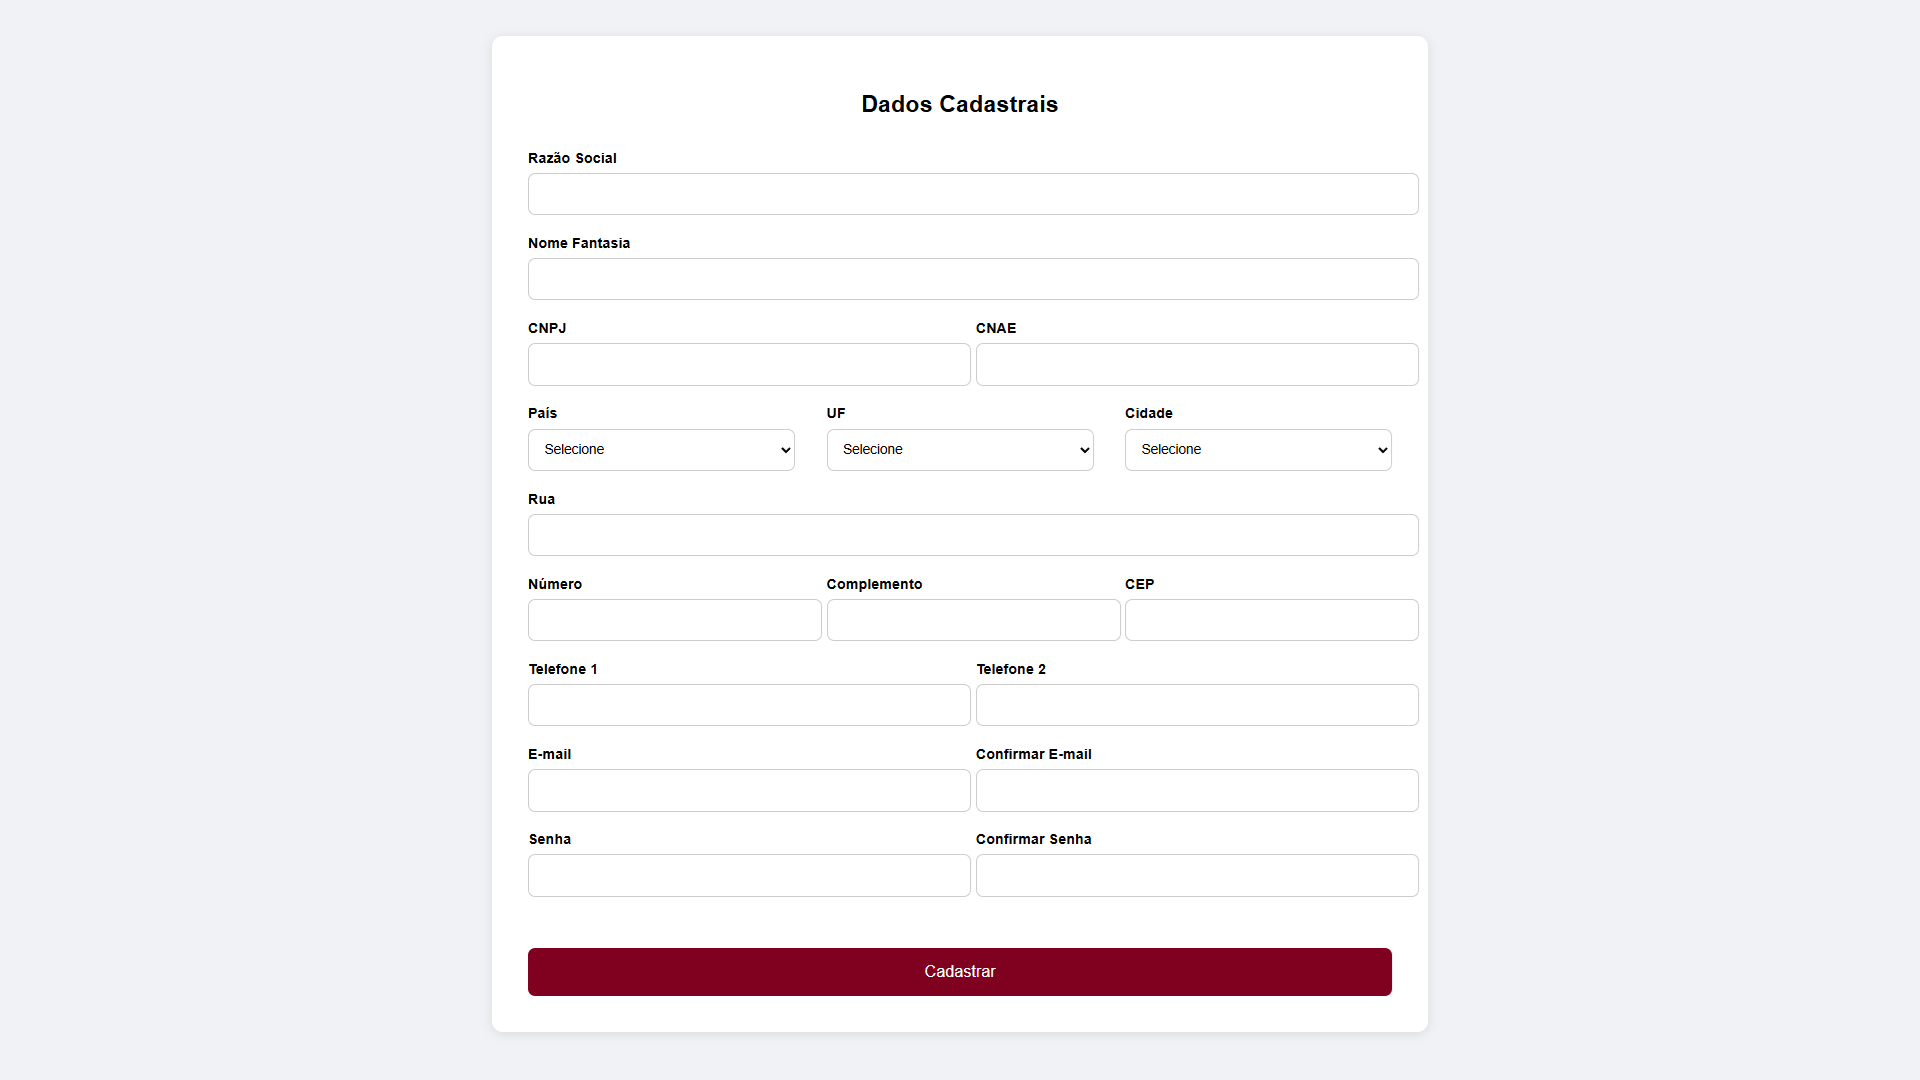 Dados Cadastrais
Razão Social
Nome Fantasia
CNPJ CNAE
País UF Cidade
Selecione Selecione Selecione
Rua
Número Complemento CEP
Telefone 1 Telefone 2
E-mail Confirmar E-mail
Senha Confirmar Senha
Cadastrar